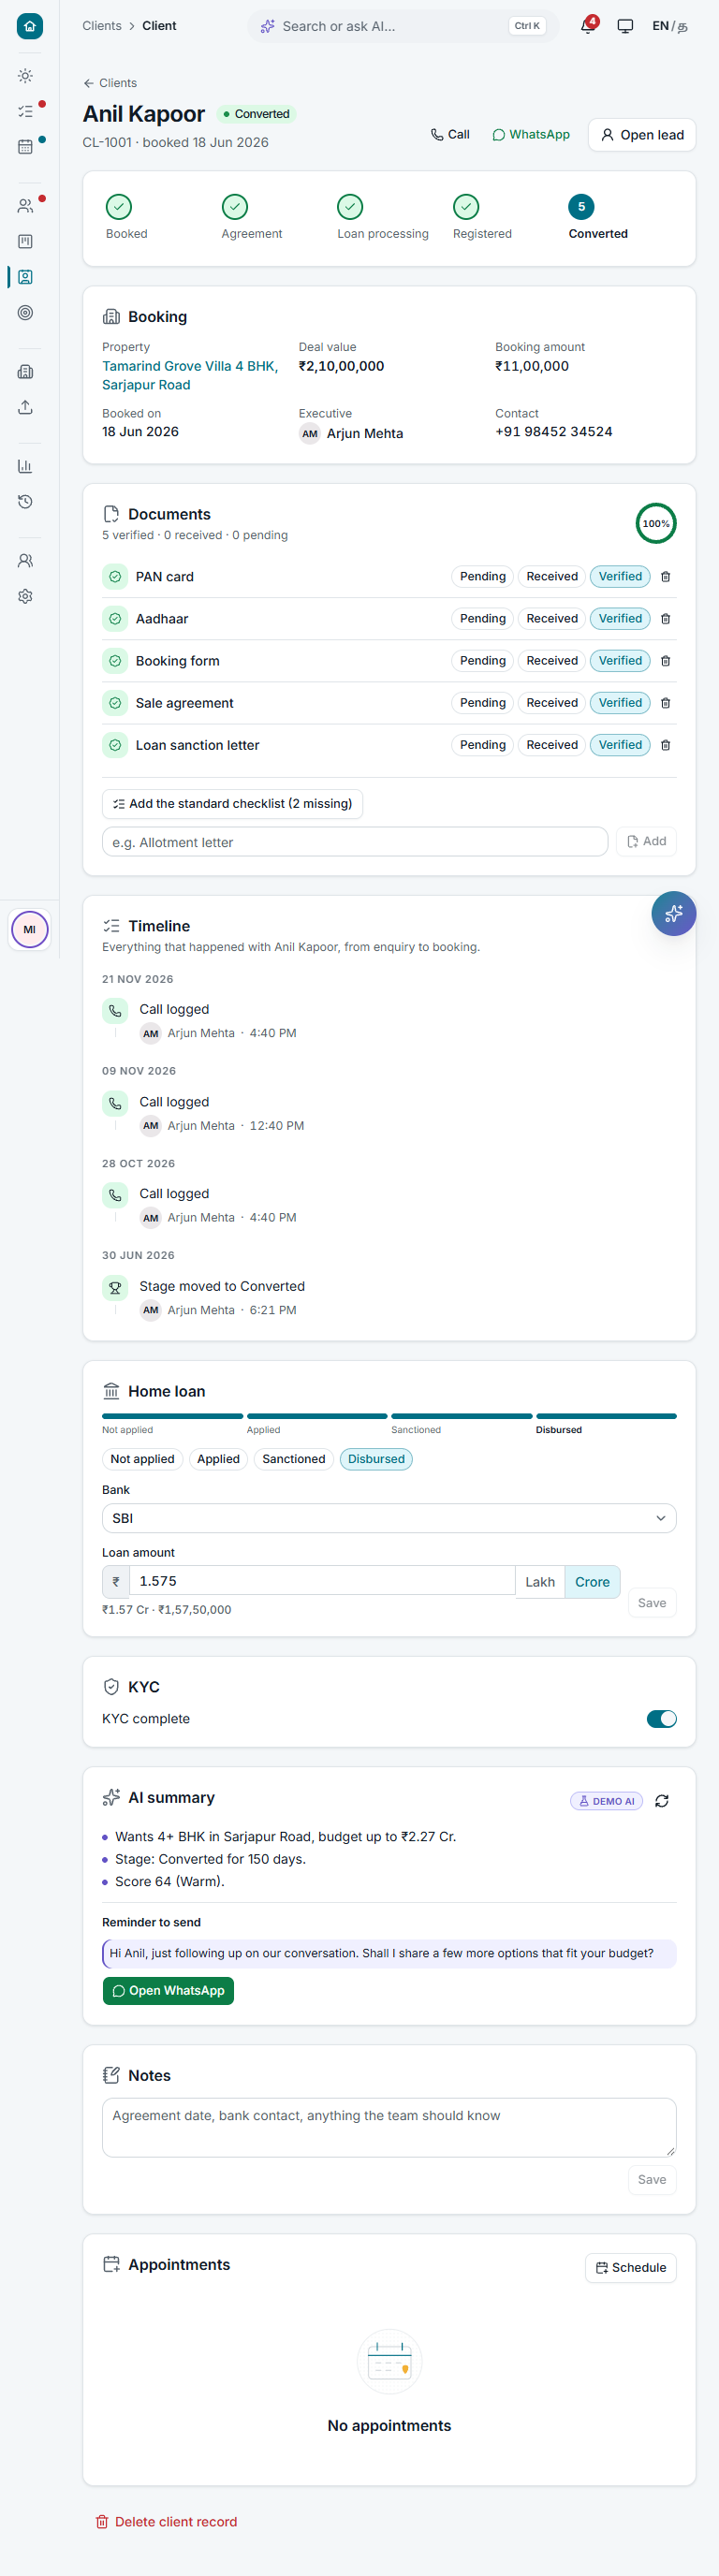 Clients > Client
Search or ask AI...
Ctrl K
4
EN / த
← Clients
Anil Kapoor
Converted
CL-1001 · booked 18 Jun 2026
Call
WhatsApp
Open lead
5
Booked
Agreement
Loan processing
Registered
Converted
Booking
Property
Deal value
Booking amount
Tamarind Grove Villa 4 BHK,
Sarjapur Road
₹2,10,00,000
₹11,00,000
Booked on
Executive
Contact
18 Jun 2026
AM Arjun Mehta
+91 98452 34524
Documents
5 verified · 0 received · 0 pending
100%
PAN card
Pending Received Verified
Aadhaar
Pending Received Verified
Booking form
Pending Received Verified
Sale agreement
Pending Received Verified
Loan sanction letter
Pending Received Verified
Add the standard checklist (2 missing)
e.g. Allotment letter
Add
MI
Timeline
Everything that happened with Anil Kapoor, from enquiry to booking.
21 NOV 2026
Call logged
AM Arjun Mehta · 4:40 PM
09 NOV 2026
Call logged
AM Arjun Mehta · 12:40 PM
28 OCT 2026
Call logged
AM Arjun Mehta · 4:40 PM
30 JUN 2026
Stage moved to Converted
AM Arjun Mehta · 6:21 PM
Home loan
Not applied
Applied
Sanctioned
Disbursed
Not applied Applied Sanctioned Disbursed
Bank
SBI
Loan amount
₹ 1.575 Lakh Crore
Save
₹1.57 Cr · ₹1,57,50,000
KYC
KYC complete
AI summary
DEMO AI
Wants 4+ BHK in Sarjapur Road, budget up to ₹2.27 Cr.
Stage: Converted for 150 days.
Score 64 (Warm).
Reminder to send
Hi Anil, just following up on our conversation. Shall I share a few more options that fit your budget?
Open WhatsApp
Notes
Agreement date, bank contact, anything the team should know
Save
Appointments
Schedule
No appointments
Delete client record